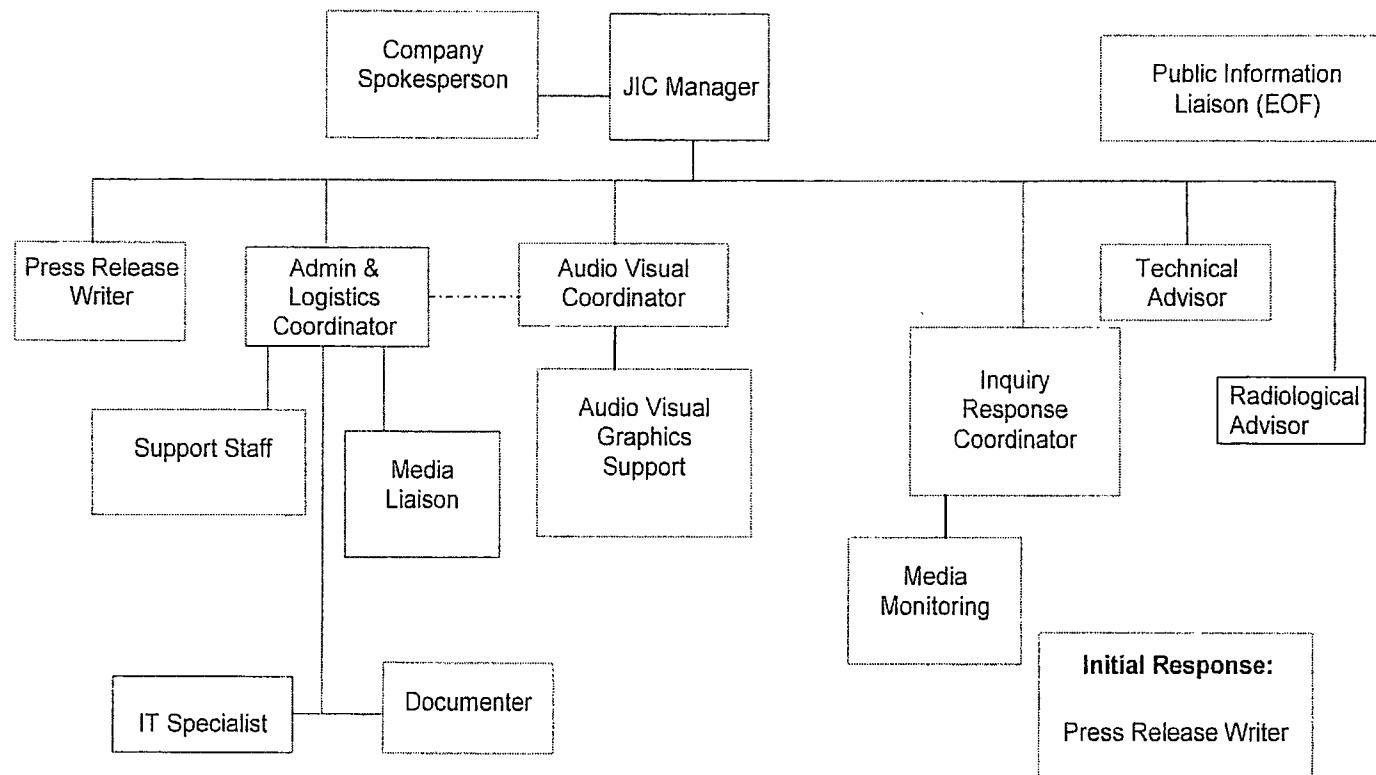 Company
Spokesperson
JIC Manager
Public Information
Liaison (EOF)
Press Release
Writer
Admin &
Logistics
Coordinator
Audio Visual
Coordinator
Technical
Advisor
Inquiry
Response
Coordinator
Radiological
Advisor
Support Staff
Media
Liaison
Audio Visual
Graphics
Support
Media
Monitoring
IT Specialist
Documenter
Initial Response:
Press Release Writer